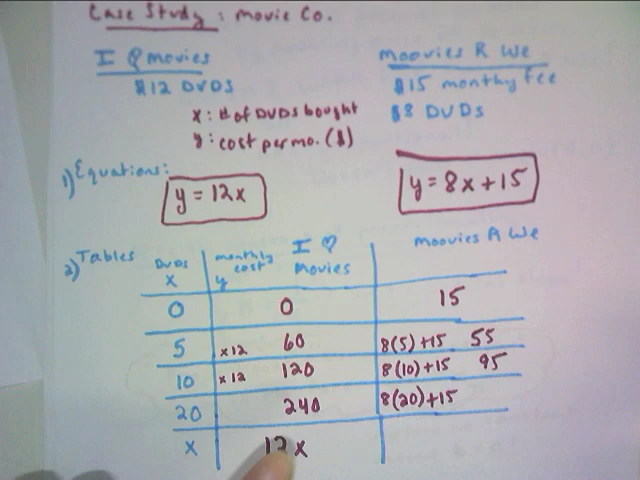 Case Study: movie Co.
I ♡ movies
moovies R We
$12 DVDs
$15 monthy fee
x: # of DVDs bought
$8 DVDs
y: cost per mo. ($)
1) Equations:
y = 12x
y = 8x + 15
2) Tables
DVDs x
monthly cost y
I ♡ movies
moovies R We
0 0 15
5 x12 60 8(5)+15 55
10 x12 120 8(10)+15 95
20 240 8(20)+15
x 12x